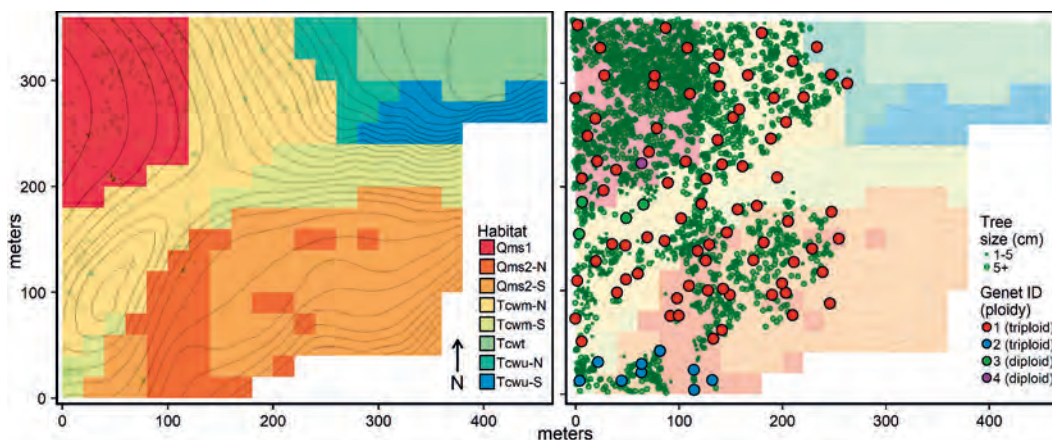 meters
300
200
100
0
0
100
200
300
400
Habitat
Qms1
Qms2-N
Qms2-S
Tcwm-N
Tcwm-S
Tcwt
Tcwu-N
Tcwu-S
N
meters
meters
0
100
200
300
400
Tree
size (cm)
1-5
5+
Genet ID
(ploidy)
1 (triploid)
2 (triploid)
3 (diploid)
4 (diploid)